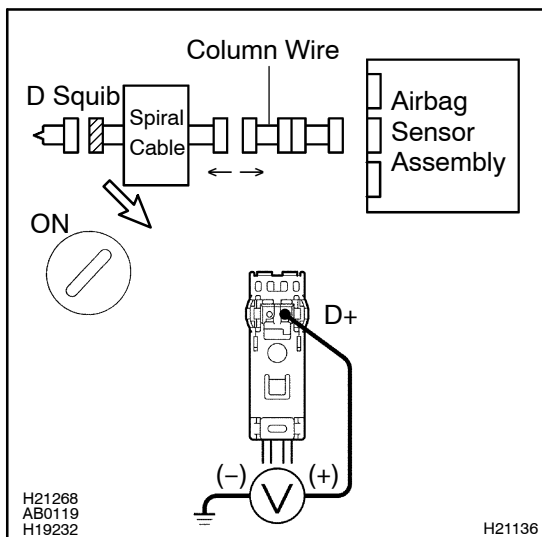 Column Wire
D Squib
Spiral
Cable
Airbag
Sensor
Assembly
ON
D+
(–)
(+)
V
H21268
AB0119
H19232
H21136